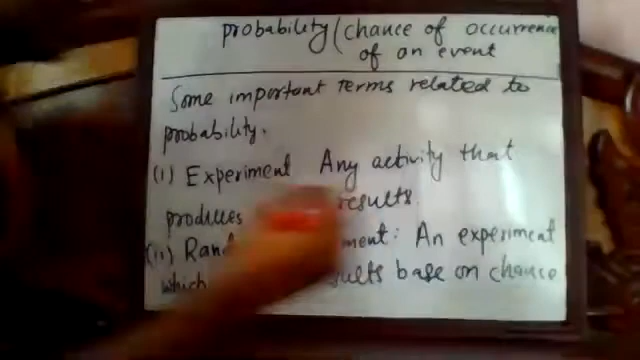 probability (chance of occurrence
of an event
Some important terms related to
probability.
(i) Experiment Any activity that
produces results.
(ii) Rand ment: An experiment
which sults base on chance